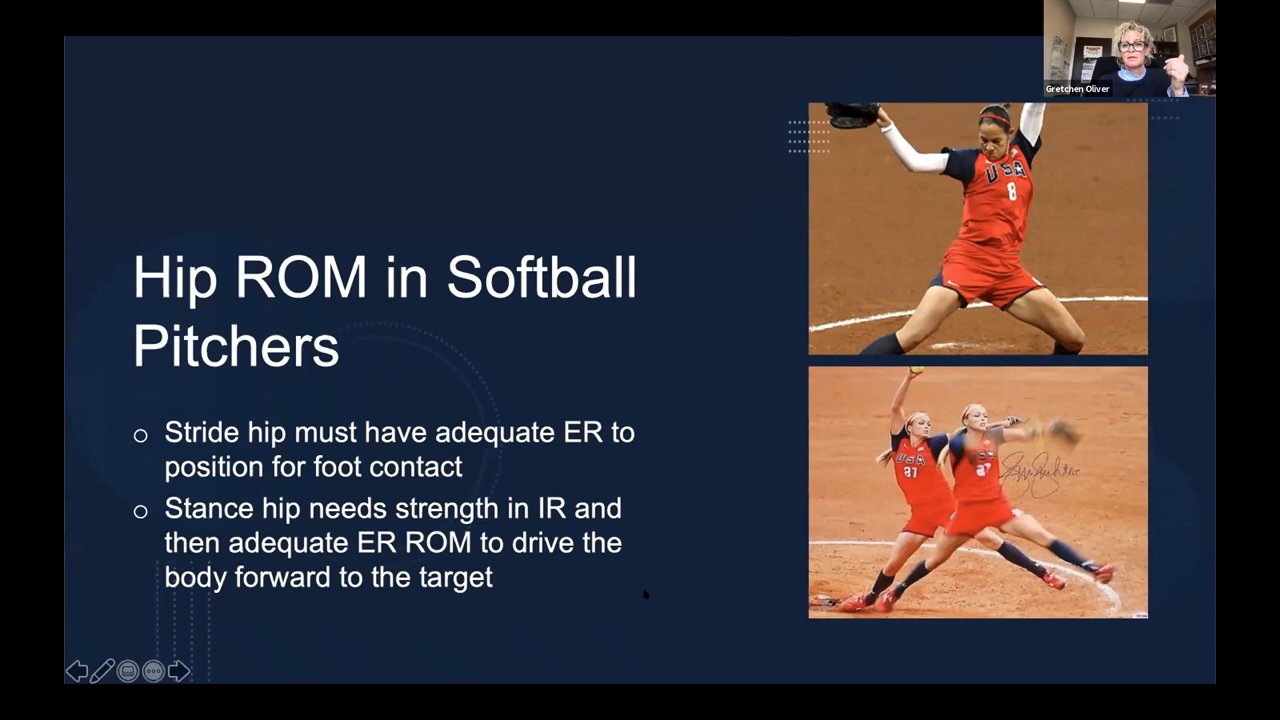 Gretchen Oliver
USA
8
Hip ROM in Softball
Pitchers
Stride hip must have adequate ER to
position for foot contact
Stance hip needs strength in IR and
then adequate ER ROM to drive the
body forward to the target
USA
27
27